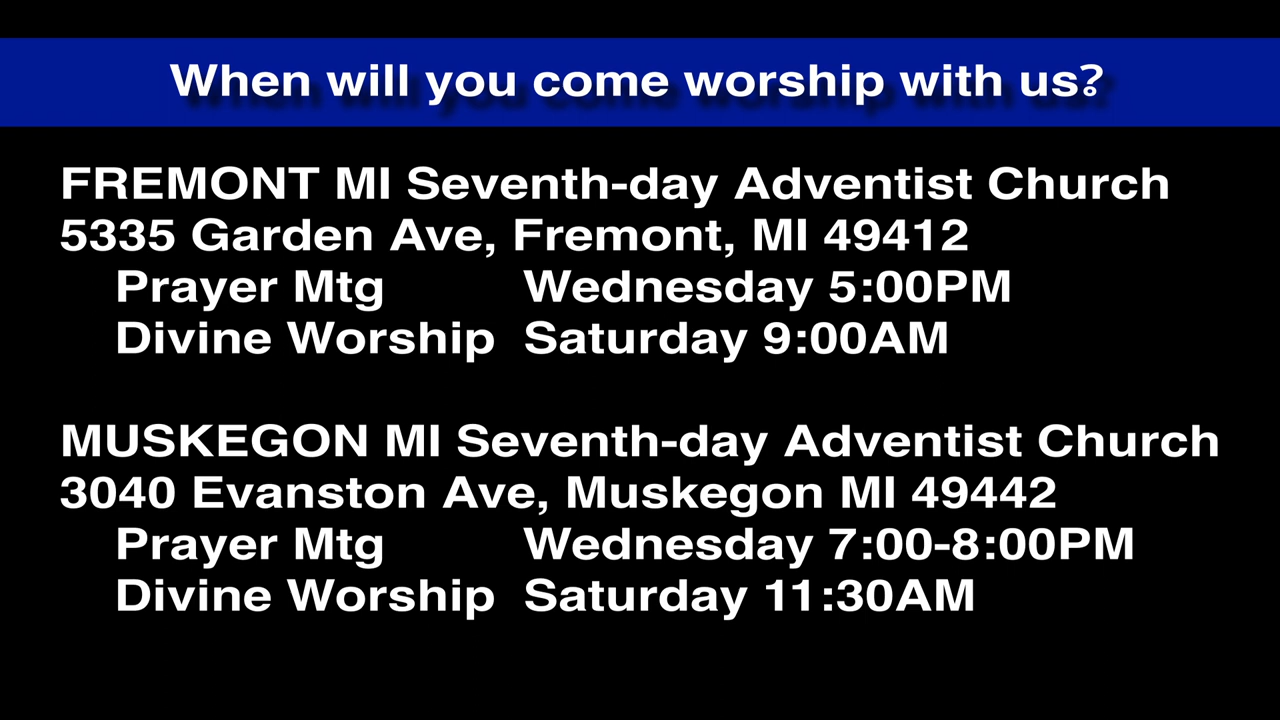 When will you come worship with us?
FREMONT MI Seventh-day Adventist Church
5335 Garden Ave, Fremont, MI 49412
Prayer Mtg Wednesday 5:00PM
Divine Worship Saturday 9:00AM
MUSKEGON MI Seventh-day Adventist Church
3040 Evanston Ave, Muskegon MI 49442
Prayer Mtg Wednesday 7:00-8:00PM
Divine Worship Saturday 11:30AM